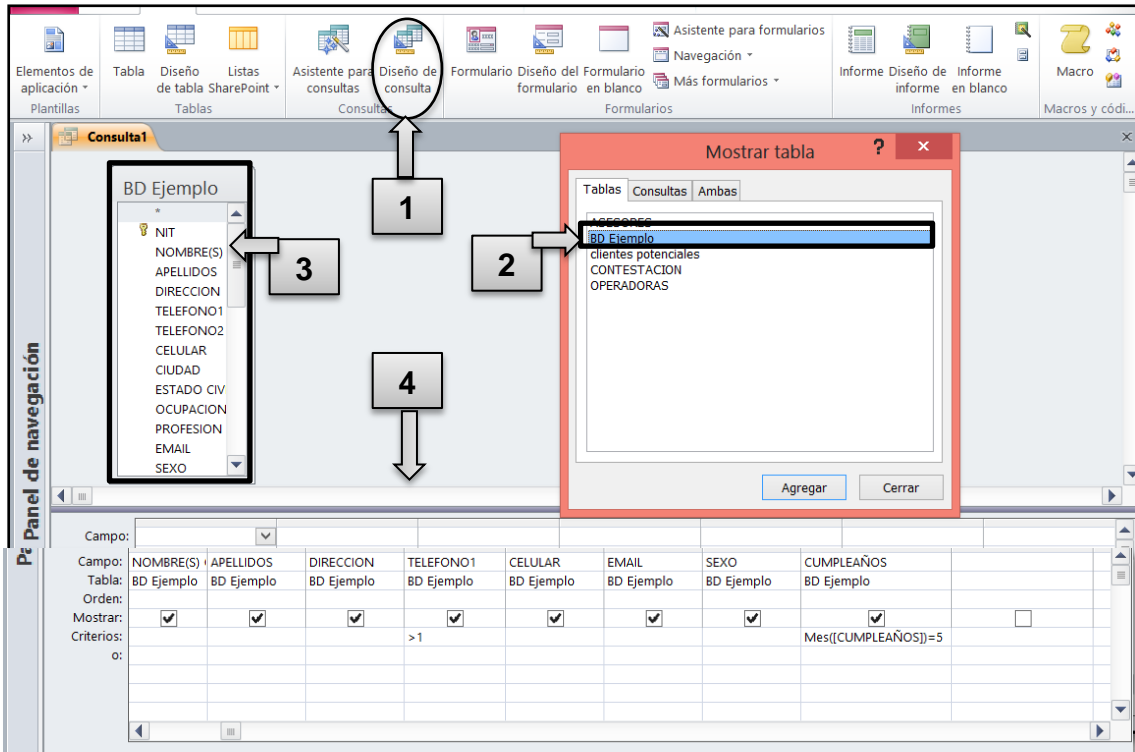 Elementos de aplicación
Tabla
Diseño de tabla
Listas SharePoint
Asistente para consultas
Diseño de consulta
Formulario
Diseño del formulario
Formulario en blanco
Asistente para formularios
Navegación
Más formularios
Informe
Diseño de informe
Informe en blanco
Macro
Plantillas
Tablas
Consultas
Formularios
Informes
Macros y códi...
Consulta1
Panel de navegación
Pa
BD Ejemplo
*
NIT
NOMBRE(S)
APELLIDOS
DIRECCION
TELEFONO1
TELEFONO2
CELULAR
CIUDAD
ESTADO CIV
OCUPACION
PROFESION
EMAIL
SEXO
1
2
3
4
Mostrar tabla
? ×
Tablas Consultas Ambas
ASESORES
BD Ejemplo
clientes potenciales
CONTESTACION
OPERADORAS
Agregar Cerrar
Campo:
Campo: NOMBRE(S) APELLIDOS DIRECCION TELEFONO1 CELULAR EMAIL SEXO CUMPLEAÑOS
Tabla: BD Ejemplo BD Ejemplo BD Ejemplo BD Ejemplo BD Ejemplo BD Ejemplo BD Ejemplo BD Ejemplo
Orden:
Mostrar:
Criterios: >1 Mes([CUMPLEAÑOS])=5
o: